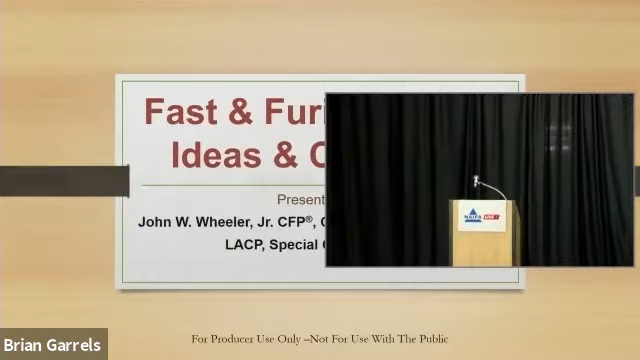 Fast & Furi
Ideas &
Present
John W. Wheeler, Jr. CFP®,
LACP, Special
NAIFA LIVE
For Producer Use Only –Not For Use With The Public
Brian Garrels